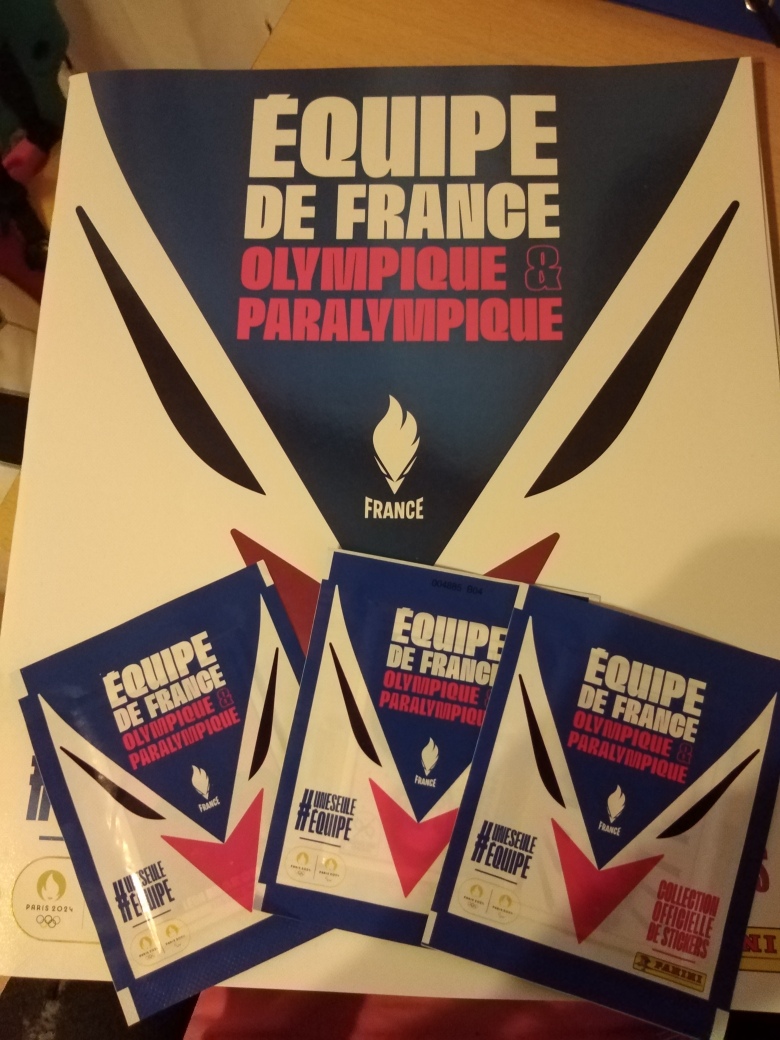 ÉQUIPE
DE FRANCE
OLYMPIQUE &
PARALYMPIQUE
FRANCE
#
PARIS 2024
ÉQUIPE
DE FRANCE
OLYMPIQUE &
PARALYMPIQUE
FRANCE
#UNESEULE
ÉQUIPE
ÉQUIPE
DE FRANCE
OLYMPIQUE &
PARALYMPIQU
FRANCE
#UNESEULE
ÉQUIPE
ÉQUIPE
DE FRANCE
OLYMPIQUE &
PARALYMPIQUE
FRANCE
#UNESEULE
ÉQUIPE
COLLECTION
OFFICIELLE
DE STICKERS
PANINI